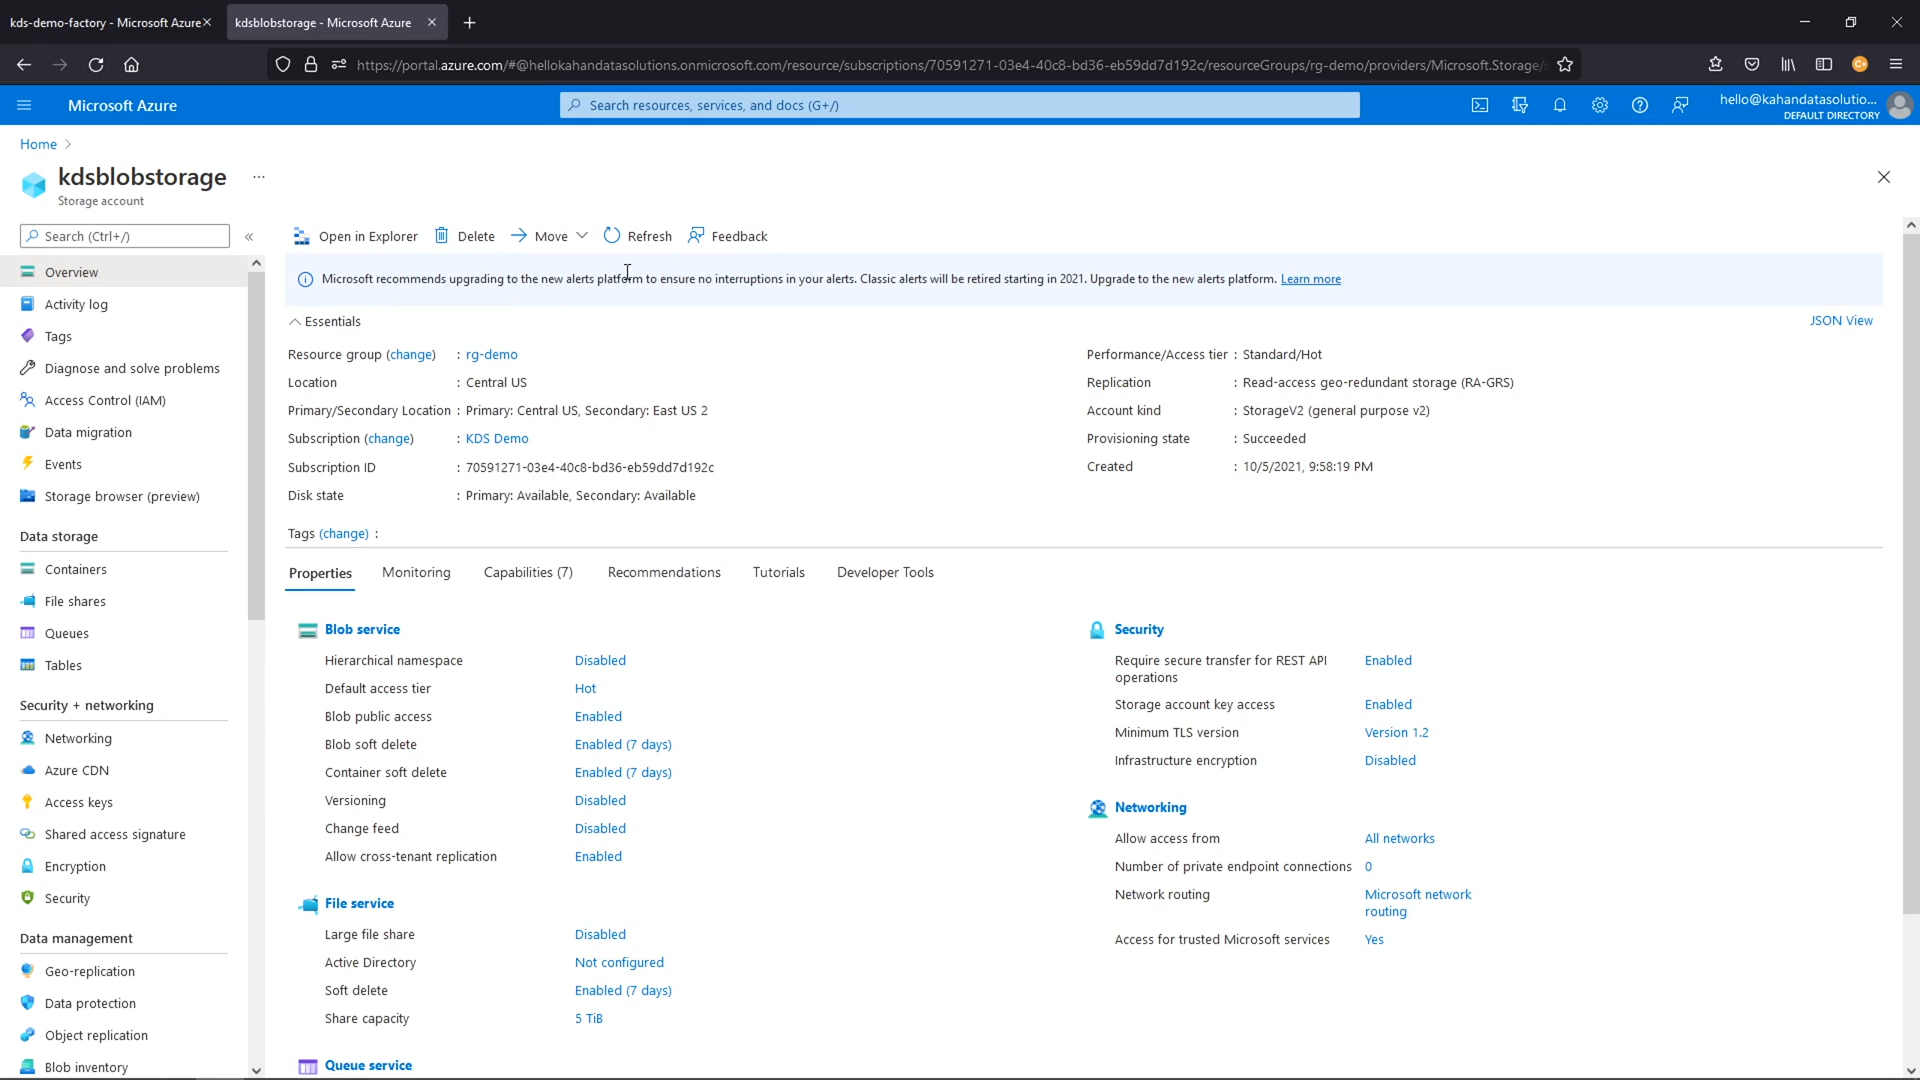 kds-demo-factory - Microsoft Azure
kdsblobstorage - Microsoft Azure
https://portal.azure.com/#@hellokahandatasolutions.onmicrosoft.com/resource/subscriptions/70591271-03e4-40c8-bd36-eb59dd7d192c/resourceGroups/rg-demo/providers/Microsoft.Storage/
Microsoft Azure
Search resources, services, and docs (G+/)
hello@kahandatasolutio...
DEFAULT DIRECTORY
Home
kdsblobstorage
...
Storage account
Search (Ctrl+/)
«
Overview
Activity log
Tags
Diagnose and solve problems
Access Control (IAM)
Data migration
Events
Storage browser (preview)
Data storage
Containers
File shares
Queues
Tables
Security + networking
Networking
Azure CDN
Access keys
Shared access signature
Encryption
Security
Data management
Geo-replication
Data protection
Object replication
Blob inventory
Open in Explorer
Delete
Move
Refresh
Feedback
Microsoft recommends upgrading to the new alerts platform to ensure no interruptions in your alerts. Classic alerts will be retired starting in 2021. Upgrade to the new alerts platform. Learn more
Essentials
JSON View
Resource group (change) : rg-demo
Location : Central US
Primary/Secondary Location : Primary: Central US, Secondary: East US 2
Subscription (change) : KDS Demo
Subscription ID : 70591271-03e4-40c8-bd36-eb59dd7d192c
Disk state : Primary: Available, Secondary: Available
Performance/Access tier : Standard/Hot
Replication : Read-access geo-redundant storage (RA-GRS)
Account kind : StorageV2 (general purpose v2)
Provisioning state : Succeeded
Created : 10/5/2021, 9:58:19 PM
Tags (change) :
Properties
Monitoring
Capabilities (7)
Recommendations
Tutorials
Developer Tools
Blob service
Hierarchical namespace Disabled
Default access tier Hot
Blob public access Enabled
Blob soft delete Enabled (7 days)
Container soft delete Enabled (7 days)
Versioning Disabled
Change feed Disabled
Allow cross-tenant replication Enabled
File service
Large file share Disabled
Active Directory Not configured
Soft delete Enabled (7 days)
Share capacity 5 TiB
Queue service
Security
Require secure transfer for REST API Enabled
operations
Storage account key access Enabled
Minimum TLS version Version 1.2
Infrastructure encryption Disabled
Networking
Allow access from All networks
Number of private endpoint connections 0
Network routing Microsoft network
routing
Access for trusted Microsoft services Yes